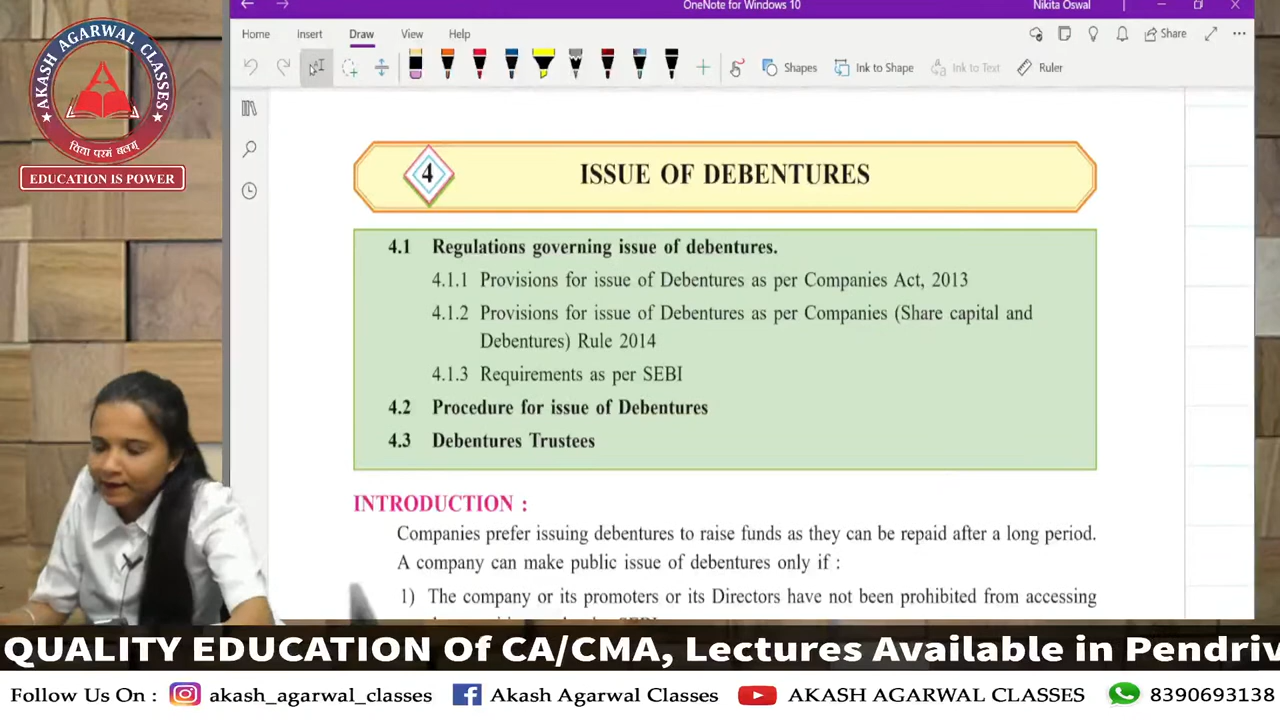 AKASH AGARWAL CLASSES
विद्या परमं बलम्
EDUCATION IS POWER
OneNote for Windows 10
Nikita Oswal
Home Insert Draw View Help
Share
Shapes Ink to Shape Ink to Text Ruler
4 ISSUE OF DEBENTURES
4.1 Regulations governing issue of debentures.
4.1.1 Provisions for issue of Debentures as per Companies Act, 2013
4.1.2 Provisions for issue of Debentures as per Companies (Share capital and
Debentures) Rule 2014
4.1.3 Requirements as per SEBI
4.2 Procedure for issue of Debentures
4.3 Debentures Trustees
INTRODUCTION :
Companies prefer issuing debentures to raise funds as they can be repaid after a long period.
A company can make public issue of debentures only if :
1) The company or its promoters or its Directors have not been prohibited from accessing
QUALITY EDUCATION Of CA/CMA, Lectures Available in Pendriv
Follow Us On : akash_agarwal_classes Akash Agarwal Classes AKASH AGARWAL CLASSES 8390693138